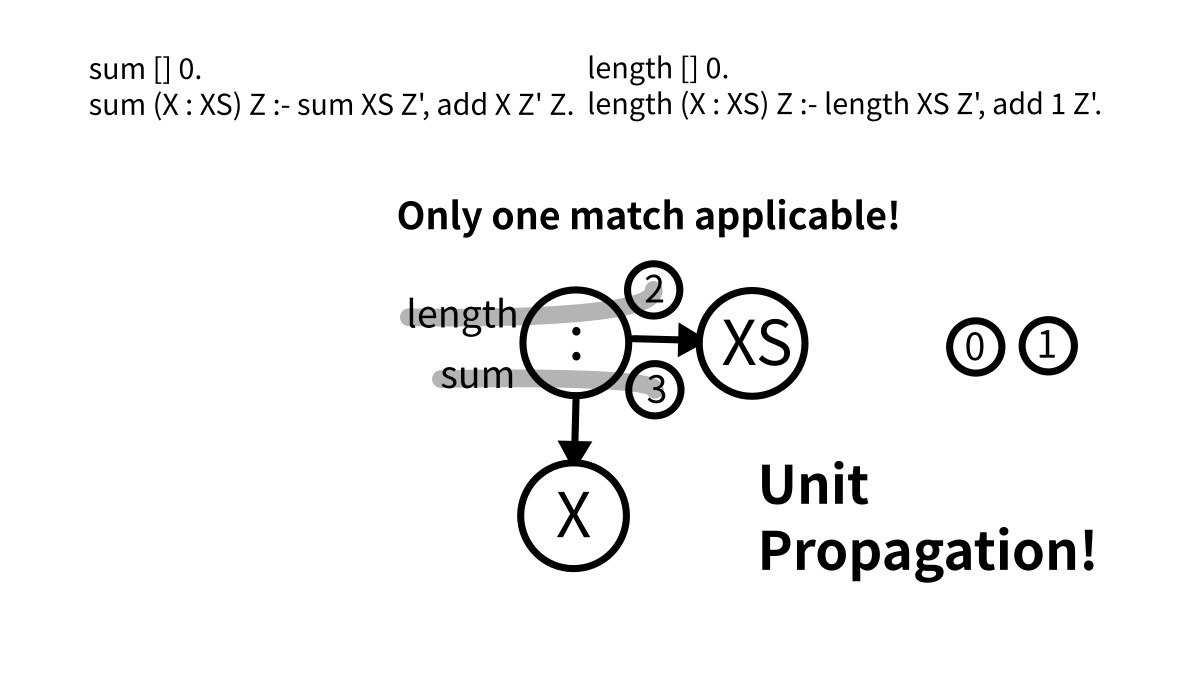 sum [] 0.
sum (X : XS) Z :- sum XS Z', add X Z' Z.
length [] 0.
length (X : XS) Z :- length XS Z', add 1 Z'.
Only one match applicable!
length
sum
:
2
3
XS
X
0
1
Unit
Propagation!